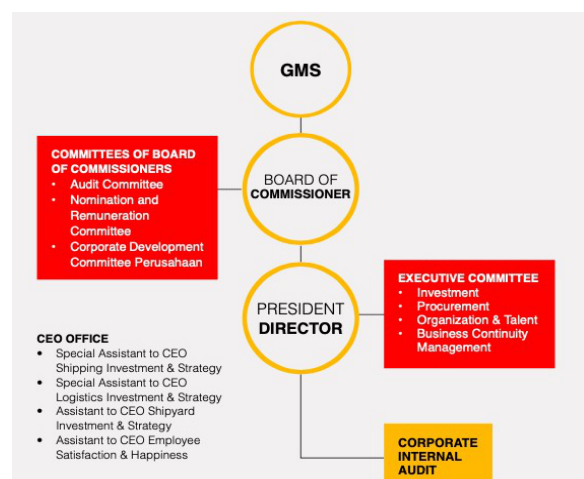 GMS
COMMITTEES OF BOARD
OF COMMISSIONERS
• Audit Committee
• Nomination and
Remuneration
Committee
• Corporate Development
Committee Perusahaan
BOARD OF
COMMISSIONER
PRESIDENT
DIRECTOR
EXECUTIVE COMMITTEE
• Investment
• Procurement
• Organization & Talent
• Business Continuity
Management
CEO OFFICE
• Special Assistant to CEO
Shipping Investment & Strategy
• Special Assistant to CEO
Logistics Investment & Strategy
• Assistant to CEO Shipyard
Investment & Strategy
• Assistant to CEO Employee
Satisfaction & Happiness
CORPORATE
INTERNAL
AUDIT